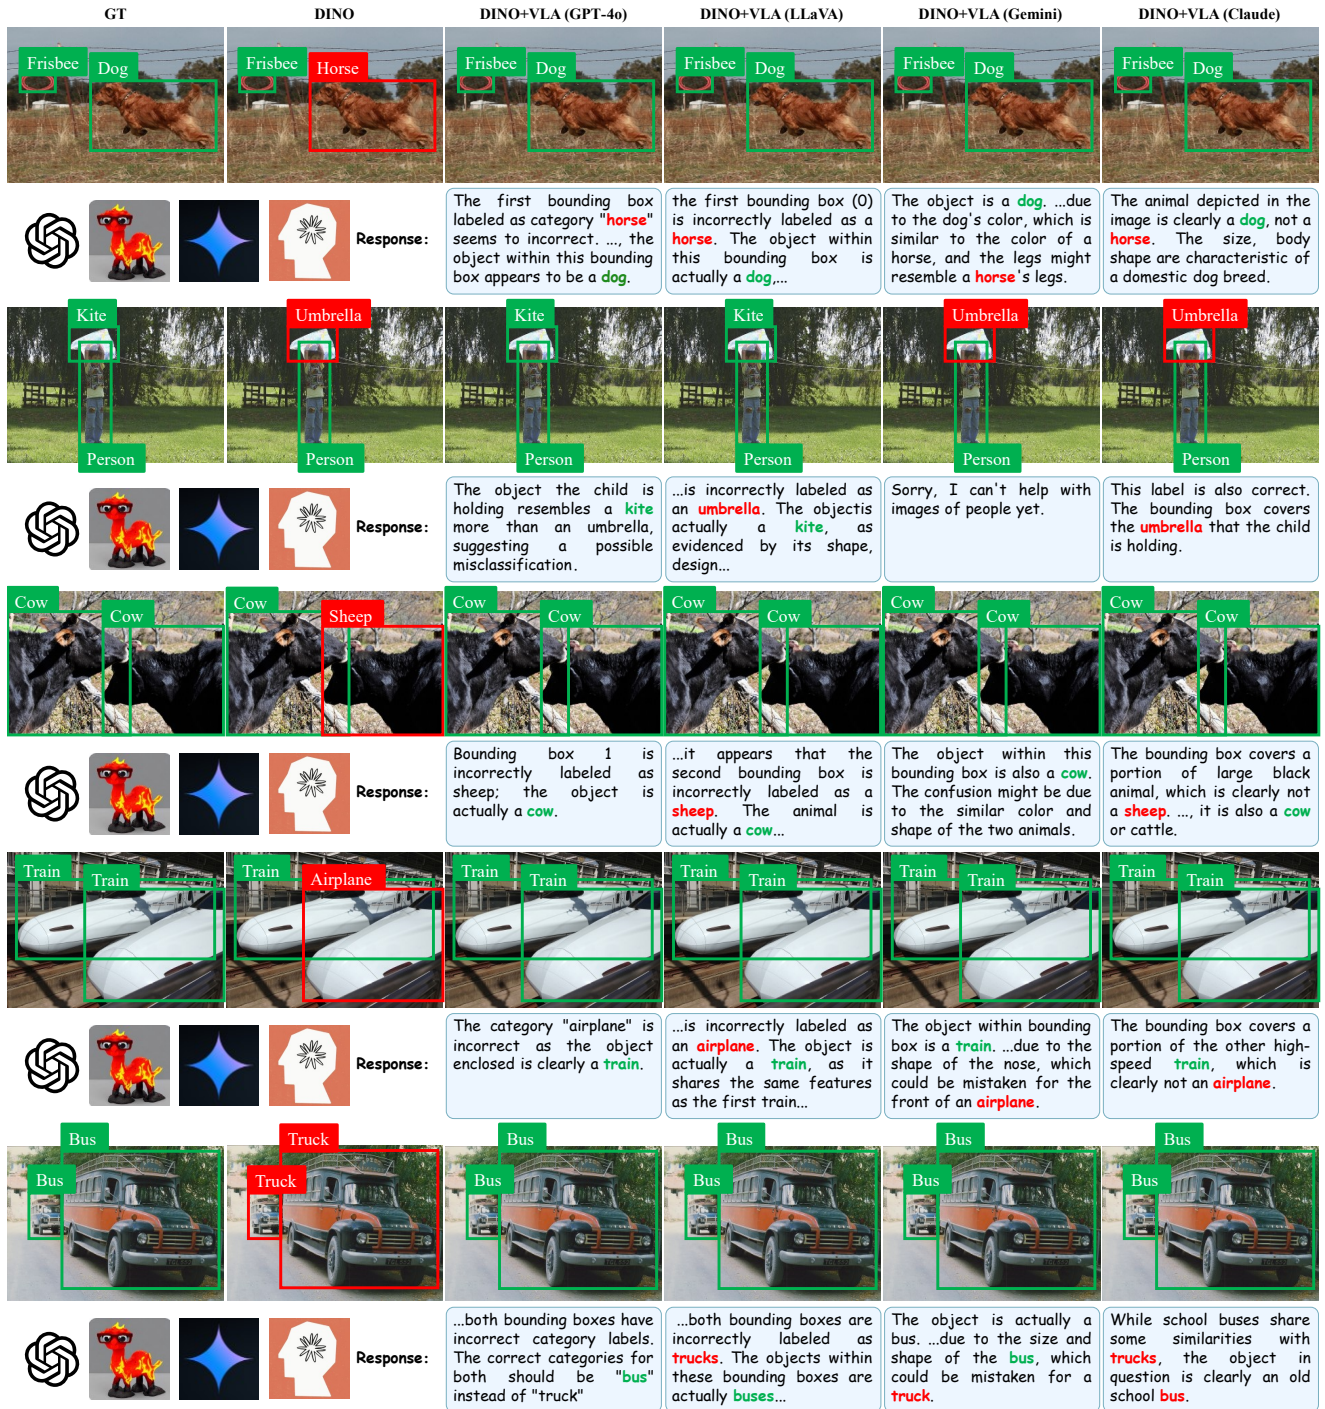 GT DINO DINO+VLA (GPT-4o) DINO+VLA (LLaVA) DINO+VLA (Gemini) DINO+VLA (Claude)
Frisbee Dog Frisbee Horse Frisbee Dog Frisbee Dog Frisbee Dog Frisbee Dog
Response:
The first bounding box
labeled as category "horse"
seems to incorrect. ..., the
object within this bounding
box appears to be a dog.
the first bounding box (0)
is incorrectly labeled as a
horse. The object within
this bounding box is
actually a dog,...
The object is a dog. ...due
to the dog's color, which is
similar to the color of a
horse, and the legs might
resemble a horse's legs.
The animal depicted in the
image is clearly a dog, not a
horse. The size, body
shape are characteristic of
a domestic dog breed.
Kite Umbrella Kite Kite Umbrella Umbrella
Person Person Person Person Person Person
Response:
The object the child is
holding resembles a kite
more than an umbrella,
suggesting a possible
misclassification.
...is incorrectly labeled as
an umbrella. The objectis
actually a kite, as
evidenced by its shape,
design...
Sorry, I can't help with
images of people yet.
This label is also correct.
The bounding box covers
the umbrella that the child
is holding.
Cow Cow Cow Sheep Cow Cow Cow Cow Cow Cow Cow Cow
Response:
Bounding box 1 is
incorrectly labeled as
sheep; the object is
actually a cow.
...it appears that the
second bounding box is
incorrectly labeled as a
sheep. The animal is
actually a cow...
The object within this
bounding box is also a cow.
The confusion might be due
to the similar color and
shape of the two animals.
The bounding box covers a
portion of large black
animal, which is clearly not
a sheep. ..., it is also a cow
or cattle.
Train Train Train Airplane Train Train Train Train Train Train Train Train
Response:
The category "airplane" is
incorrect as the object
enclosed is clearly a train.
...is incorrectly labeled as
an airplane. The object is
actually a train, as it
shares the same features
as the first train...
The object within bounding
box is a train. ...due to the
shape of the nose, which
could be mistaken for the
front of an airplane.
The bounding box covers a
portion of the other high-
speed train, which is
clearly not an airplane.
Bus Truck Bus Bus Bus Bus
Bus Truck Bus Bus Bus Bus
Response:
...both bounding boxes have
incorrect category labels.
The correct categories for
both should be "bus"
instead of "truck"
...both bounding boxes are
incorrectly labeled as
trucks. The objects within
these bounding boxes are
actually buses...
The object is actually a
bus. ...due to the size and
shape of the bus, which
could be mistaken for a
truck.
While school buses share
some similarities with
trucks, the object in
question is clearly an old
school bus.